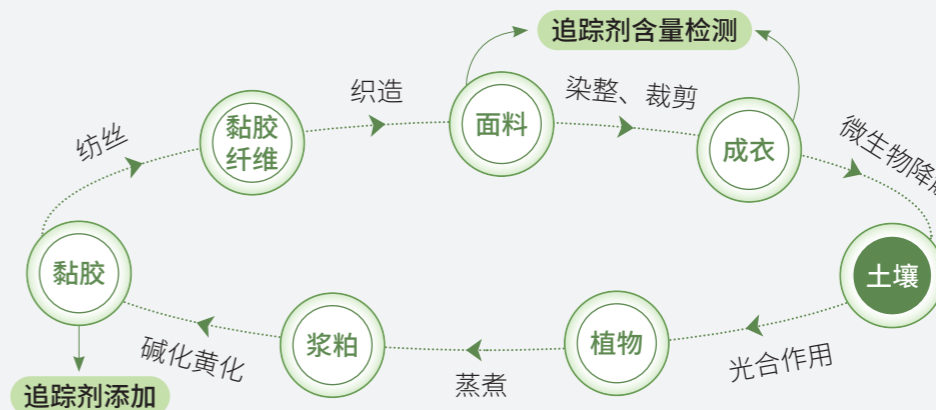 追踪剂含量检测
织造
染整、裁剪
纺丝
黏胶
纤维
面料
成衣
微生物降解
黏胶
土壤
浆粕
植物
碱化黄化
蒸煮
光合作用
追踪剂添加